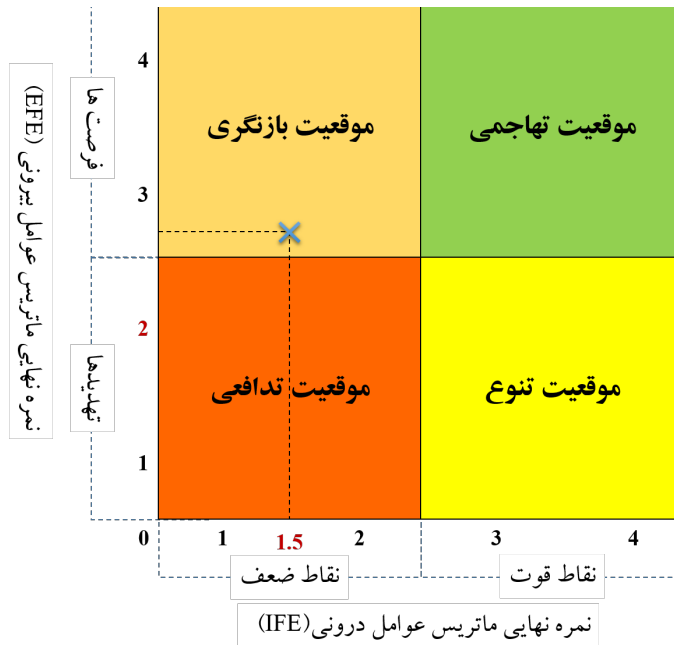 4
3
2
1
0
نمره نهایی ماتریس عوامل بیرونی (EFE)
فرصت ها
تهدیدها
موقعیت بازنگری
موقعیت تهاجمی
موقعیت تدافعی
موقعیت تنوع
1
1.5
2
3
4
نقاط ضعف
نقاط قوت
نمره نهایی ماتریس عوامل درونی(IFE)